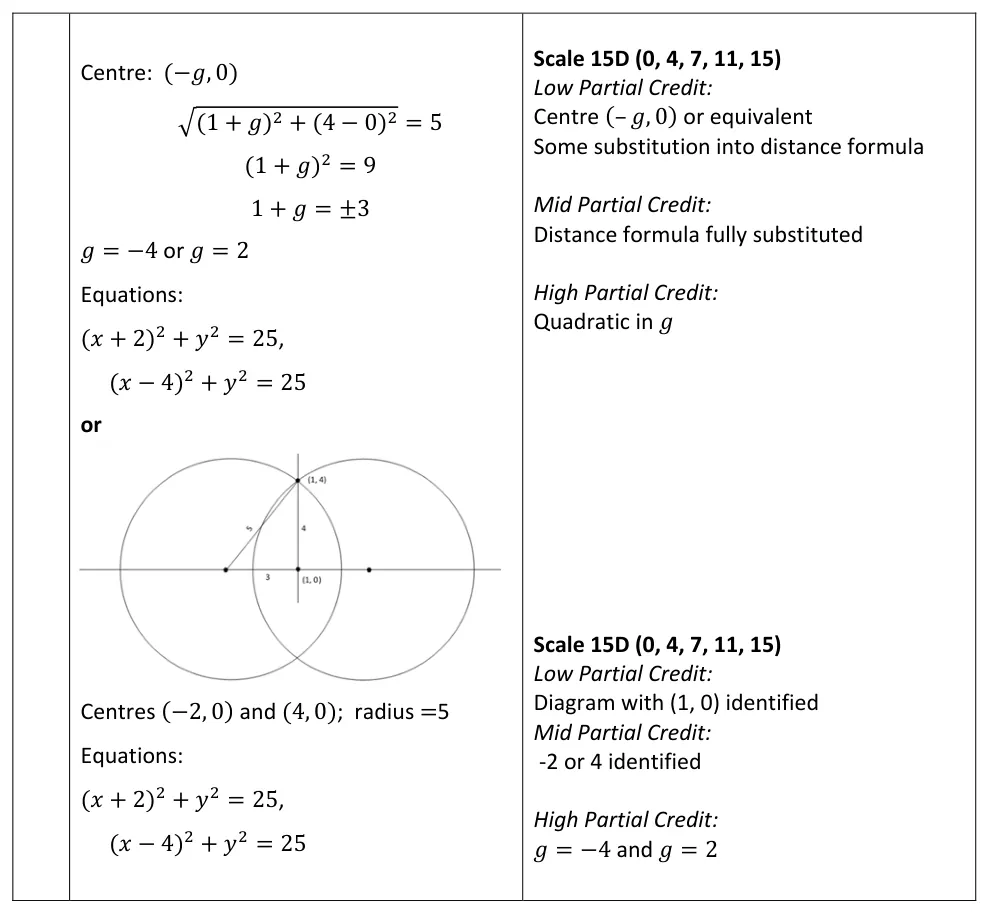 Centre: (−g, 0)
√(1 + g)² + (4 − 0)² = 5
(1 + g)² = 9
1 + g = ±3
g = −4 or g = 2
Equations:
(x + 2)² + y² = 25,
(x − 4)² + y² = 25
or
(1, 4)
5
4
3
(1, 0)
Centres (−2, 0) and (4, 0); radius =5
Equations:
(x + 2)² + y² = 25,
(x − 4)² + y² = 25
Scale 15D (0, 4, 7, 11, 15)
Low Partial Credit:
Centre (– g, 0) or equivalent
Some substitution into distance formula
Mid Partial Credit:
Distance formula fully substituted
High Partial Credit:
Quadratic in g
Scale 15D (0, 4, 7, 11, 15)
Low Partial Credit:
Diagram with (1, 0) identified
Mid Partial Credit:
-2 or 4 identified
High Partial Credit:
g = −4 and g = 2